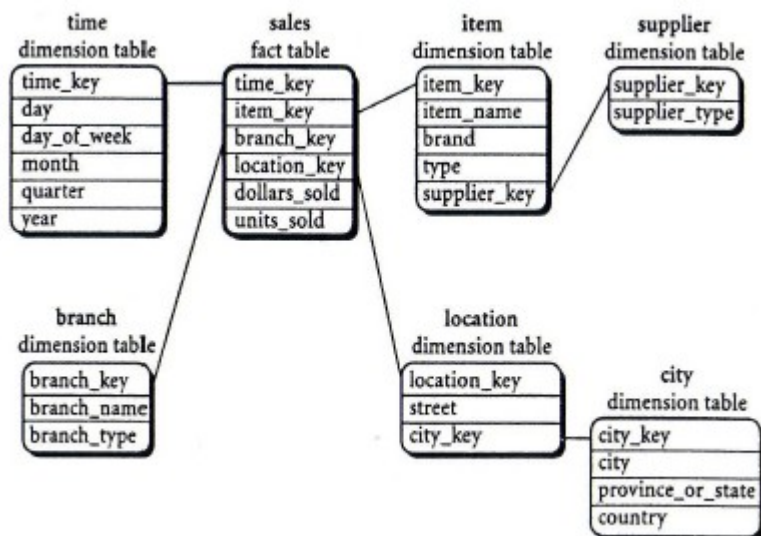 time
dimension table
time_key
day
day_of_week
month
quarter
year
sales
fact table
time_key
item_key
branch_key
location_key
dollars_sold
units_sold
item
dimension table
item_key
item_name
brand
type
supplier_key
supplier
dimension table
supplier_key
supplier_type
branch
dimension table
branch_key
branch_name
branch_type
location
dimension table
location_key
street
city_key
city
dimension table
city_key
city
province_or_state
country